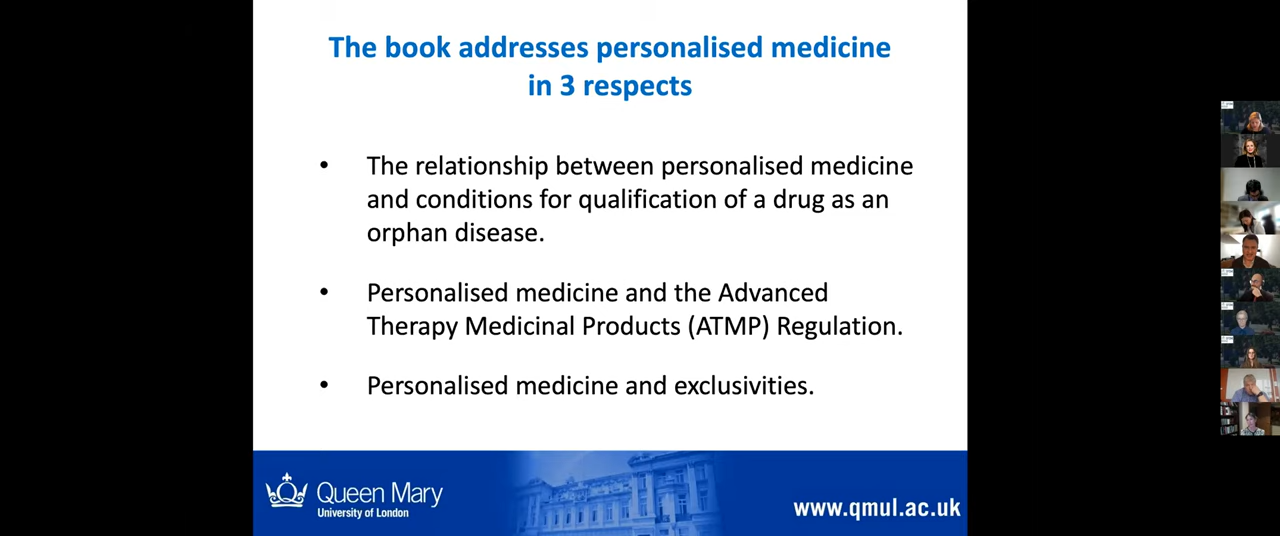 The book addresses personalised medicine
in 3 respects
• The relationship between personalised medicine
and conditions for qualification of a drug as an
orphan disease.
• Personalised medicine and the Advanced
Therapy Medicinal Products (ATMP) Regulation.
• Personalised medicine and exclusivities.
Queen Mary
University of London
www.qmul.ac.uk